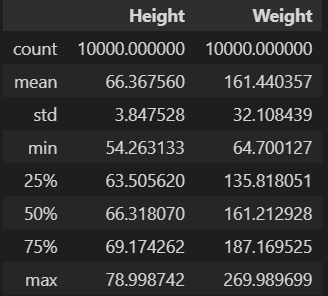 Height Weight
count 10000.000000 10000.000000
mean 66.367560 161.440357
std 3.847528 32.108439
min 54.263133 64.700127
25% 63.505620 135.818051
50% 66.318070 161.212928
75% 69.174262 187.169525
max 78.998742 269.989699